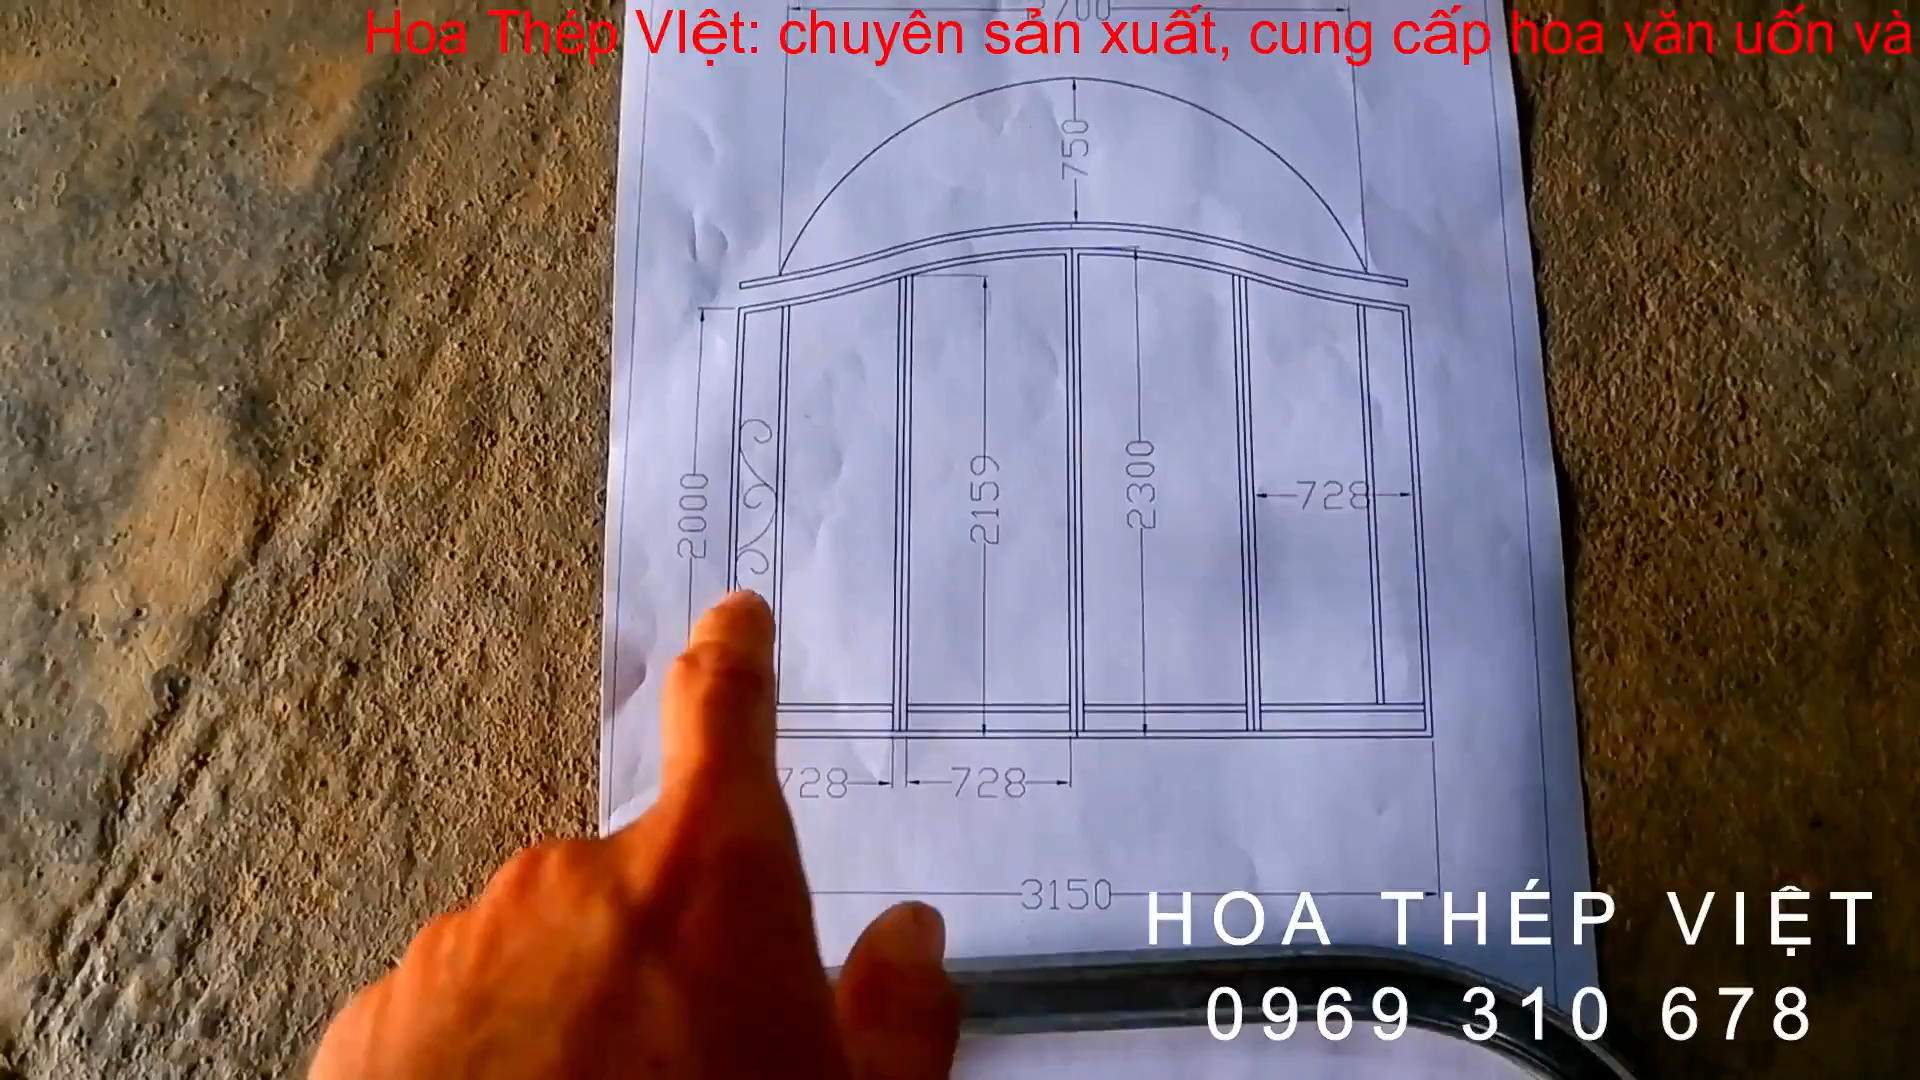 Hoa Thép VIệt: chuyên sản xuất, cung cấp hoa văn uốn và
750
2000
2159
2300
728
728
728
3150
HOA THÉP VIỆT
0969 310 678